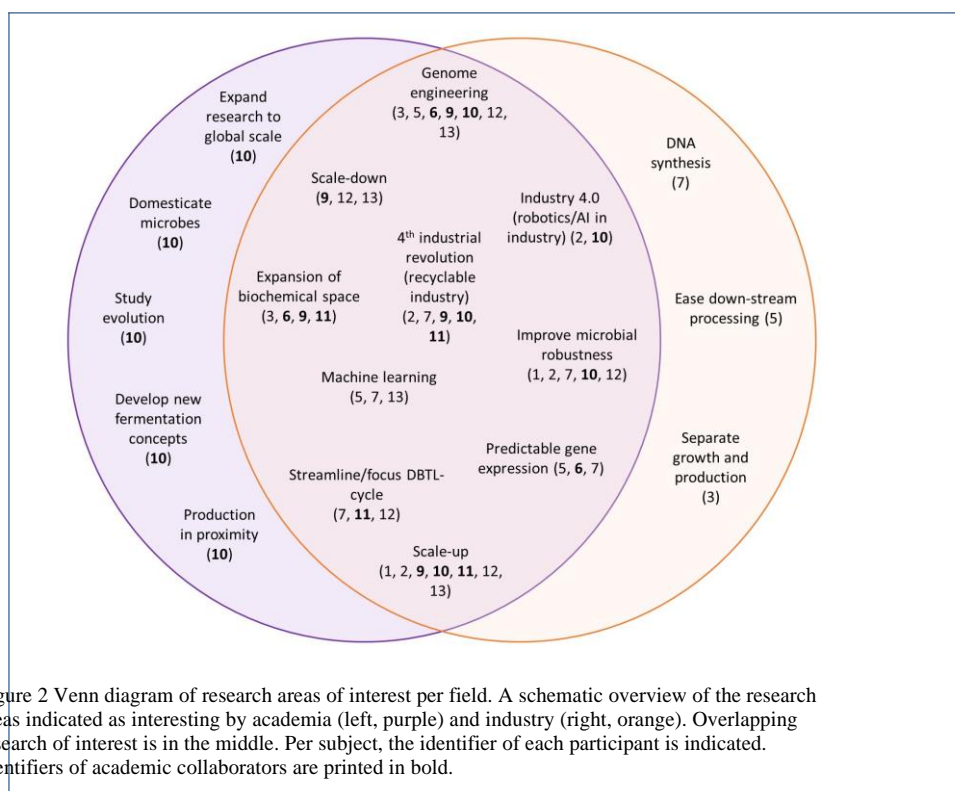 Genome
engineering
(3, 5, 6, 9, 10, 12,
13)
Expand
research to
global scale
(10)
DNA
synthesis
(7)
Scale-down
(9, 12, 13)
Industry 4.0
(robotics/AI in
industry) (2, 10)
Domesticate
microbes
(10)
4th industrial
revolution
(recyclable
industry)
(2, 7, 9, 10,
11)
Expansion of
biochemical space
(3, 6, 9, 11)
Study
evolution
(10)
Ease down-stream
processing (5)
Improve microbial
robustness
(1, 2, 7, 10, 12)
Machine learning
(5, 7, 13)
Develop new
fermentation
concepts
(10)
Separate
growth and
production
(3)
Predictable gene
expression (5, 6, 7)
Streamline/focus DBTL-
cycle
(7, 11, 12)
Production
in proximity
(10)
Scale-up
(1, 2, 9, 10, 11, 12,
13)
gure 2 Venn diagram of research areas of interest per field. A schematic overview of the research
eas indicated as interesting by academia (left, purple) and industry (right, orange). Overlapping
search of interest is in the middle. Per subject, the identifier of each participant is indicated.
entifiers of academic collaborators are printed in bold.